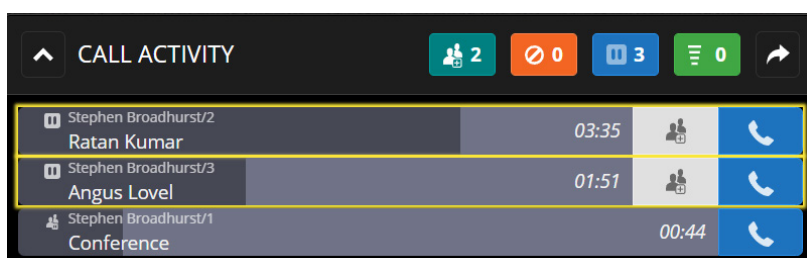 CALL ACTIVITY 2 0 3 0
Stephen Broadhurst/2
Ratan Kumar 03:35
Stephen Broadhurst/3
Angus Lovel 01:51
Stephen Broadhurst/1
Conference 00:44